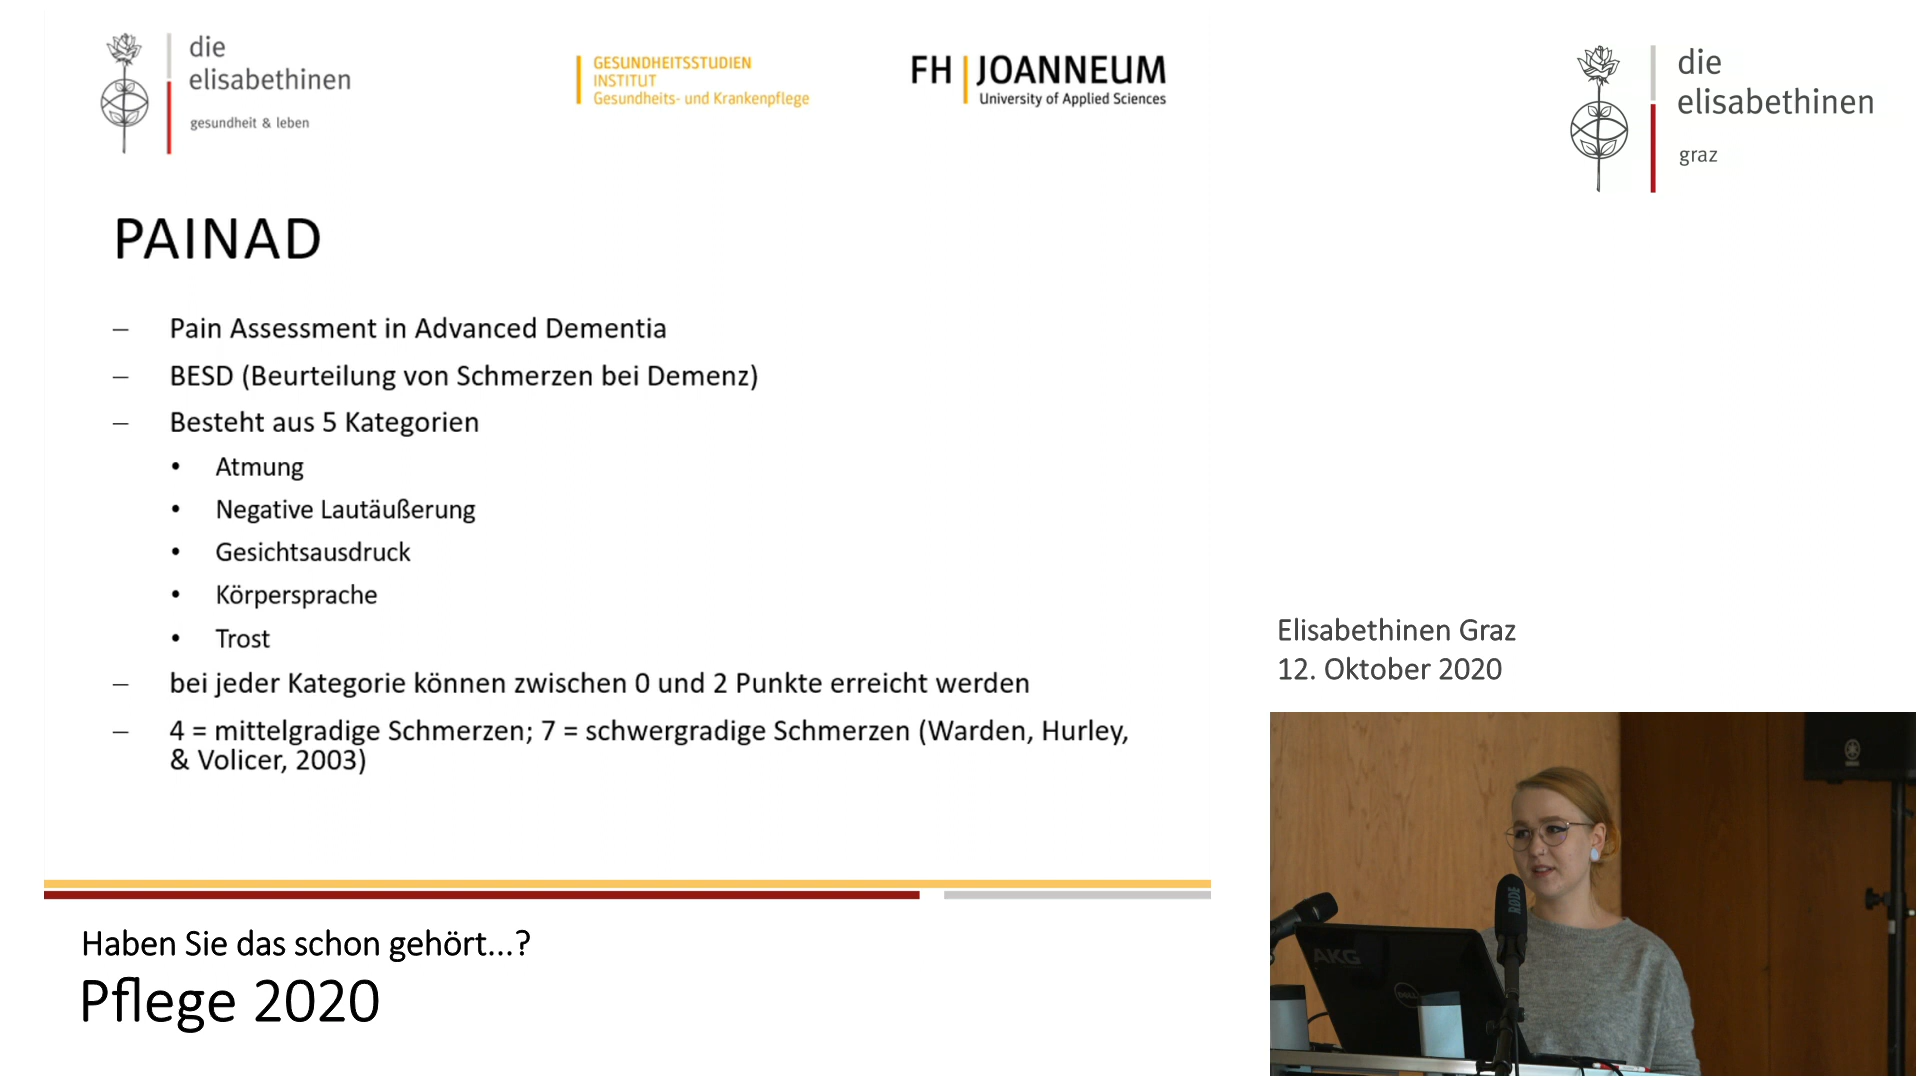 die
elisabethinen
gesundheit & leben
GESUNDHEITSSTUDIEN
INSTITUT
Gesundheits- und Krankenpflege
FH JOANNEUM
University of Applied Sciences
die
elisabethinen
graz
PAINAD
– Pain Assessment in Advanced Dementia
– BESD (Beurteilung von Schmerzen bei Demenz)
– Besteht aus 5 Kategorien
• Atmung
• Negative Lautäußerung
• Gesichtsausdruck
• Körpersprache
• Trost
– bei jeder Kategorie können zwischen 0 und 2 Punkte erreicht werden
– 4 = mittelgradige Schmerzen; 7 = schwergradige Schmerzen (Warden, Hurley,
& Volicer, 2003)
Elisabethinen Graz
12. Oktober 2020
Haben Sie das schon gehört...?
Pflege 2020
RØDE
AKG
DELL